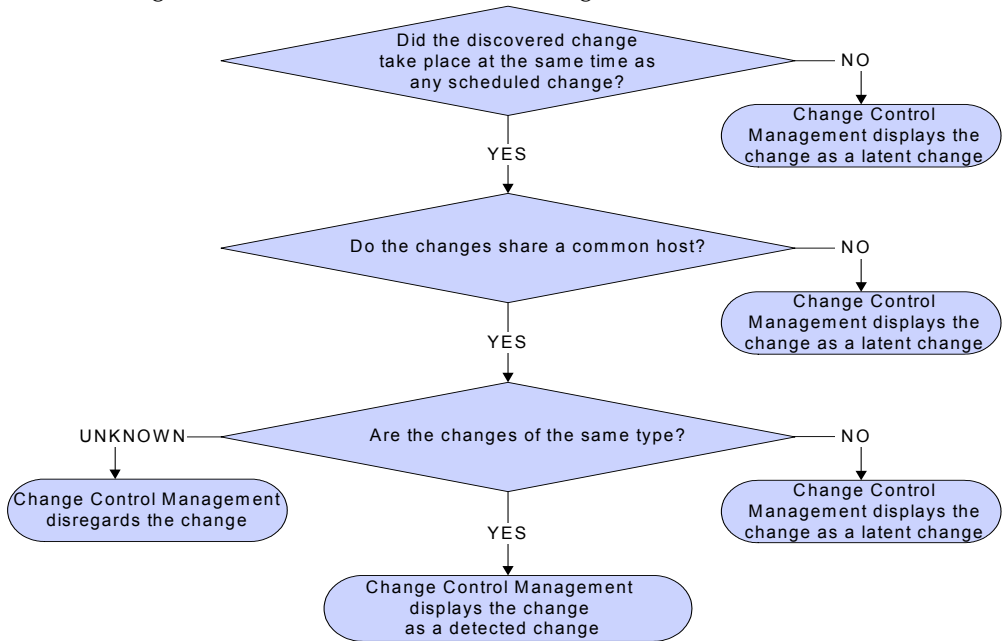 Did the discovered change
take place at the same time as
any scheduled change?
NO
Change Control
Management displays the
change as a latent change
YES
Do the changes share a common host?
NO
Change Control
Management displays the
change as a latent change
YES
Are the changes of the same type?
UNKNOWN
NO
Change Control Management
disregards the change
Change Control
Management displays the
change as a latent change
YES
Change Control Management
displays the change
as a detected change